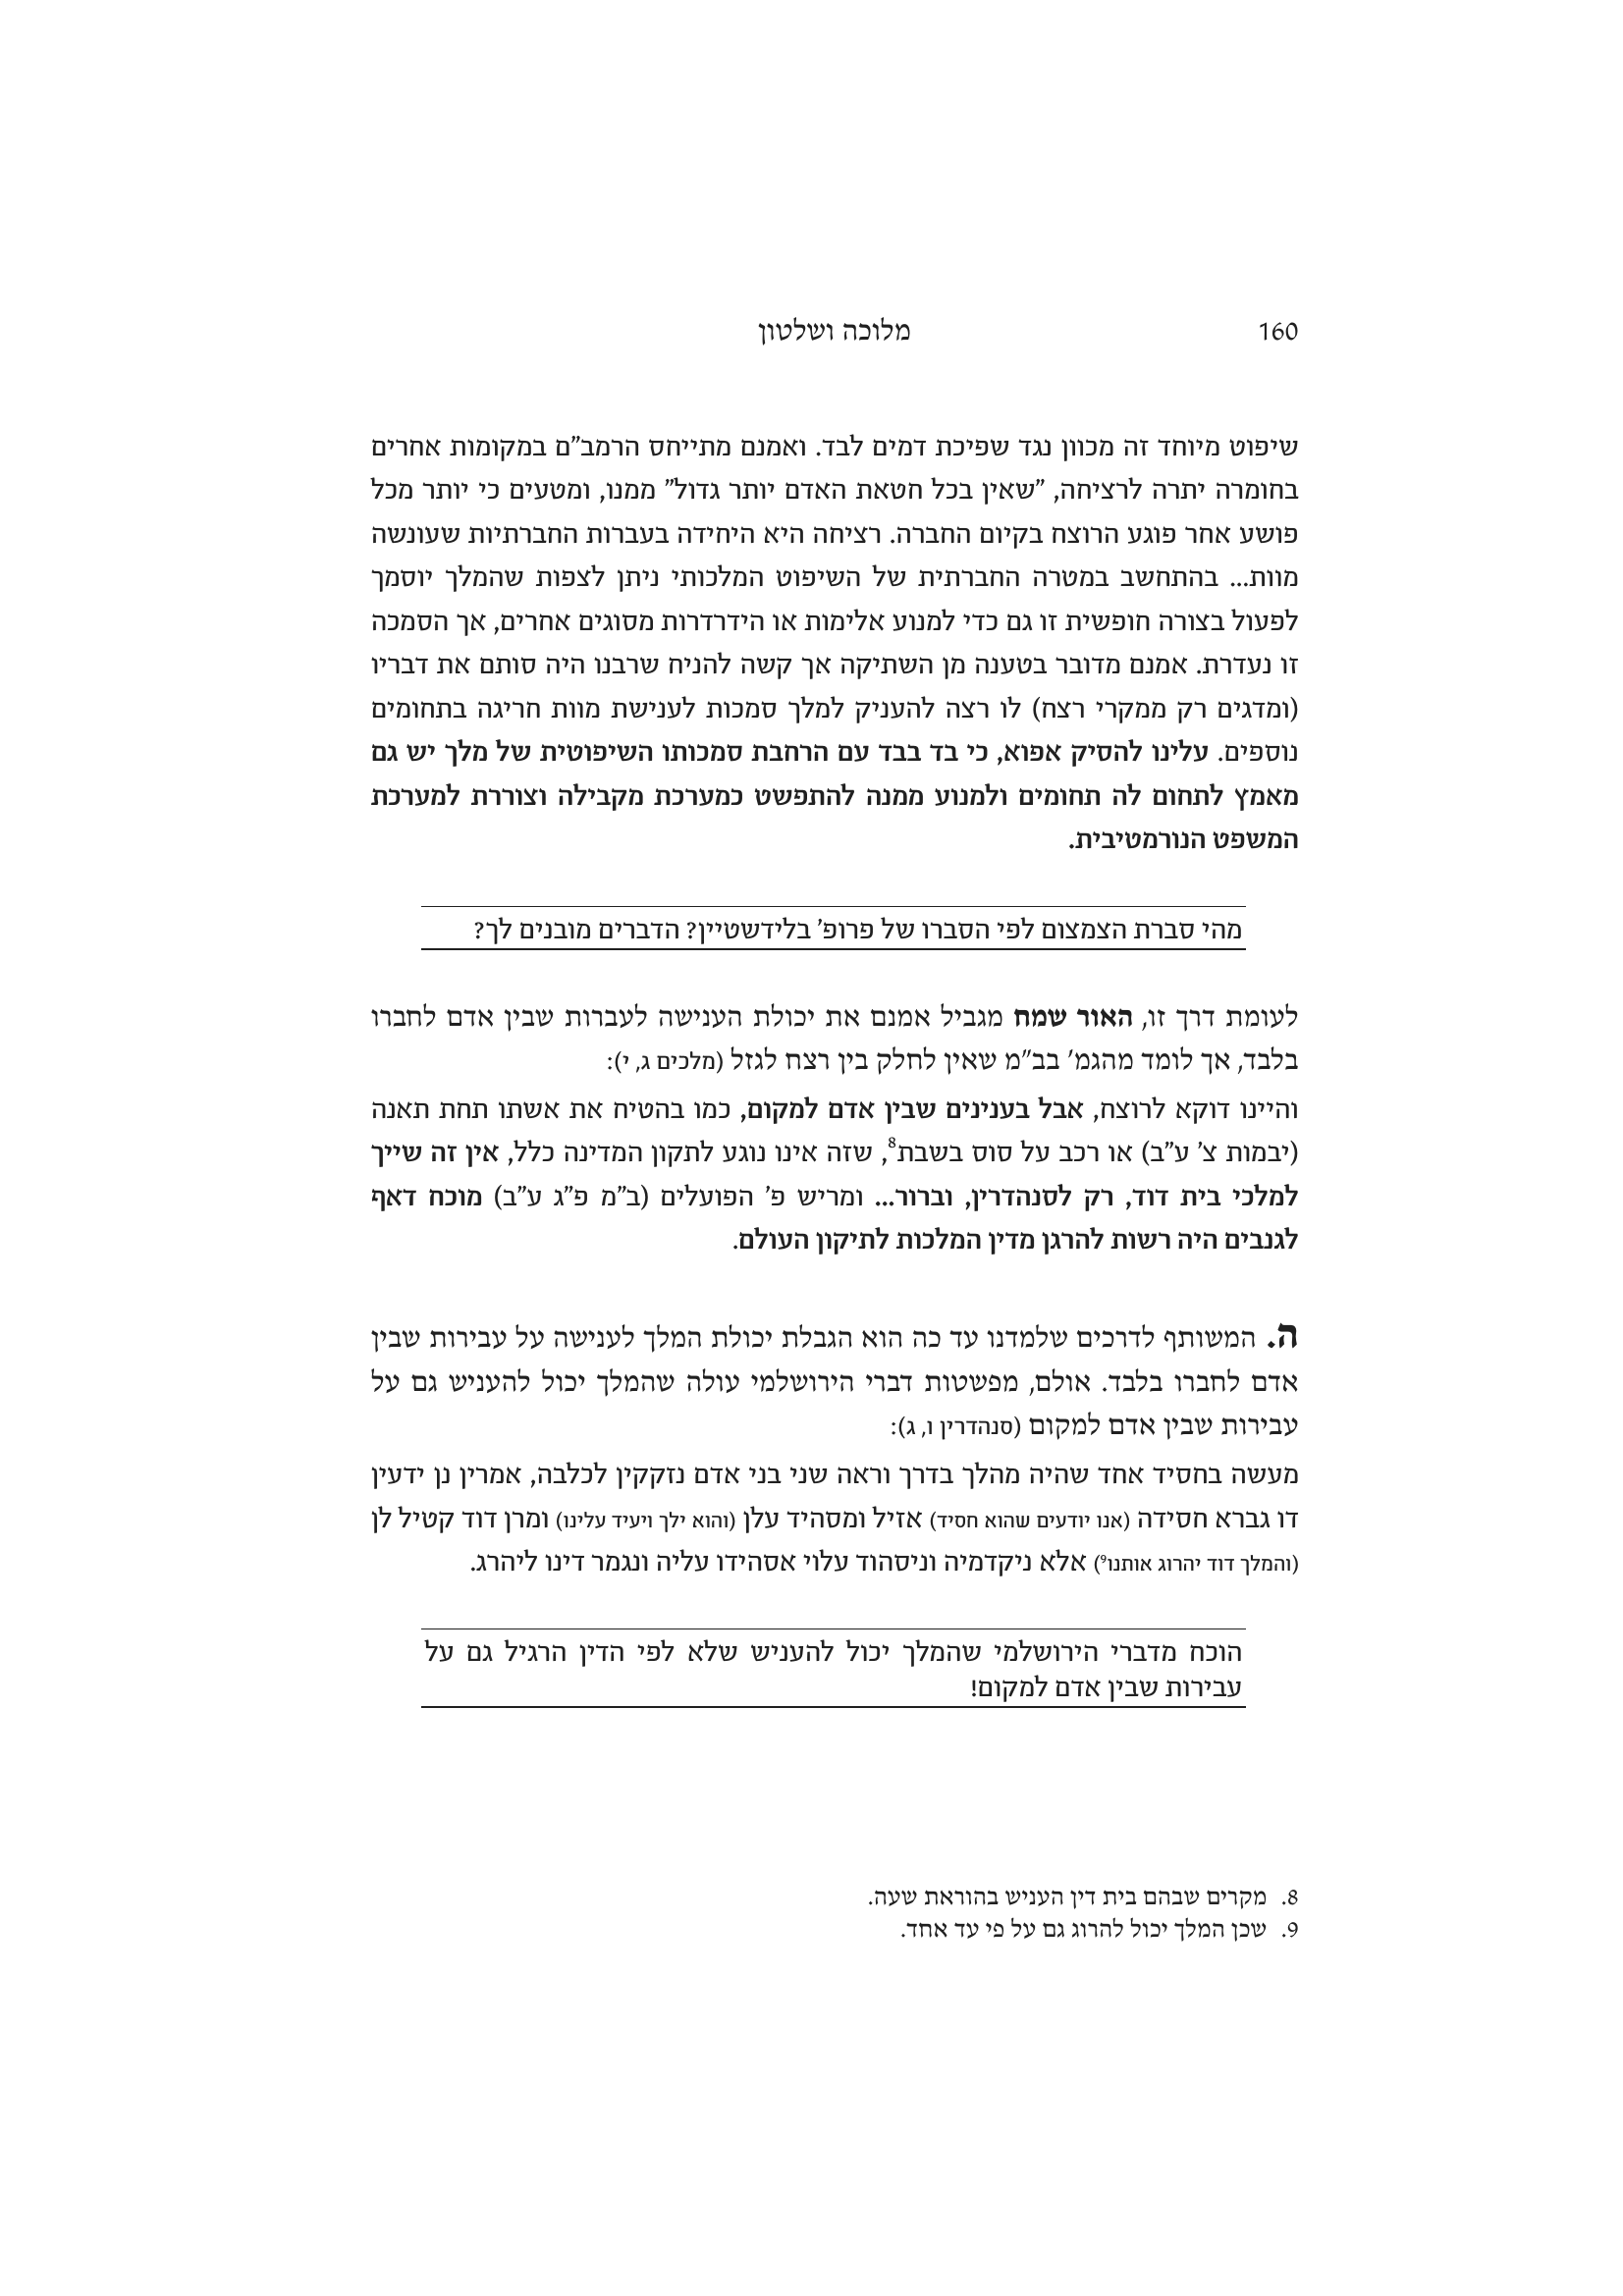 160 מלוכה ושלטון
שיפוט מיוחד זה מכוון נגד שפיכת דמים לבד. ואמנם מתייחס הרמב"ם במקומות אחרים
בחומרה יתרה לרציחה, "שאין בכל חטאת האדם יותר גדול" ממנו, ומטעים כי יותר מכל
פושע אחר פוגע הרוצח בקיום החברה. רציחה היא היחידה בעברות החברתיות שעונשה
מוות... בהתחשב במטרה החברתית של השיפוט המלכותי ניתן לצפות שהמלך יוסמך
לפעול בצורה חופשית זו גם כדי למנוע אלימות או הידרדרות מסוגים אחרים, אך הסמכה
זו נעדרת. אמנם מדובר בטענה מן השתיקה אך קשה להניח שרבנו היה סותם את דבריו
(ומדגים רק ממקרי רצח) לו רצה להעניק למלך סמכות לענישת מוות חריגה בתחומים
נוספים. עלינו להסיק אפוא, כי בד בבד עם הרחבת סמכותו השיפוטית של מלך יש גם
מאמץ לתחום לה תחומים ולמנוע ממנה להתפשט כמערכת מקבילה וצוררת למערכת
המשפט הנורמטיבית.
מהי סברת הצמצום לפי הסברו של פרופ' בלידשטיין? הדברים מובנים לך?
לעומת דרך זו, האור שמח מגביל אמנם את יכולת הענישה לעברות שבין אדם לחברו
בלבד, אך לומד מהגמ' בב"מ שאין לחלק בין רצח לגזל (מלכים ג, י):
והיינו דוקא לרוצח, אבל בענינים שבין אדם למקום, כמו בהטיח את אשתו תחת תאנה
(יבמות צ' ע"ב) או רכב על סוס בשבת8, שזה אינו נוגע לתקון המדינה כלל, אין זה שייך
למלכי בית דוד, רק לסנהדרין, וברור... ומריש פ' הפועלים (ב"מ פ"ג ע"ב) מוכח דאף
לגנבים היה רשות להרגן מדין המלכות לתיקון העולם.
ה. המשותף לדרכים שלמדנו עד כה הוא הגבלת יכולת המלך לענישה על עבירות שבין
אדם לחברו בלבד. אולם, מפשטות דברי הירושלמי עולה שהמלך יכול להעניש גם על
עבירות שבין אדם למקום (סנהדרין ו, ג):
מעשה בחסיד אחד שהיה מהלך בדרך וראה שני בני אדם נזקקין לכלבה, אמרין נן ידעין
דו גברא חסידה (אנו יודעים שהוא חסיד) אזיל ומסהיד עלן (והוא ילך ויעיד עלינו) ומרן דוד קטיל לן
(והמלך דוד יהרוג אותנו9) אלא ניקדמיה וניסהוד עלוי אסהידו עליה ונגמר דינו ליהרג.
הוכח מדברי הירושלמי שהמלך יכול להעניש שלא לפי הדין הרגיל גם על
עבירות שבין אדם למקום!
8. מקרים שבהם בית דין העניש בהוראת שעה.
9. שכן המלך יכול להרוג גם על פי עד אחד.